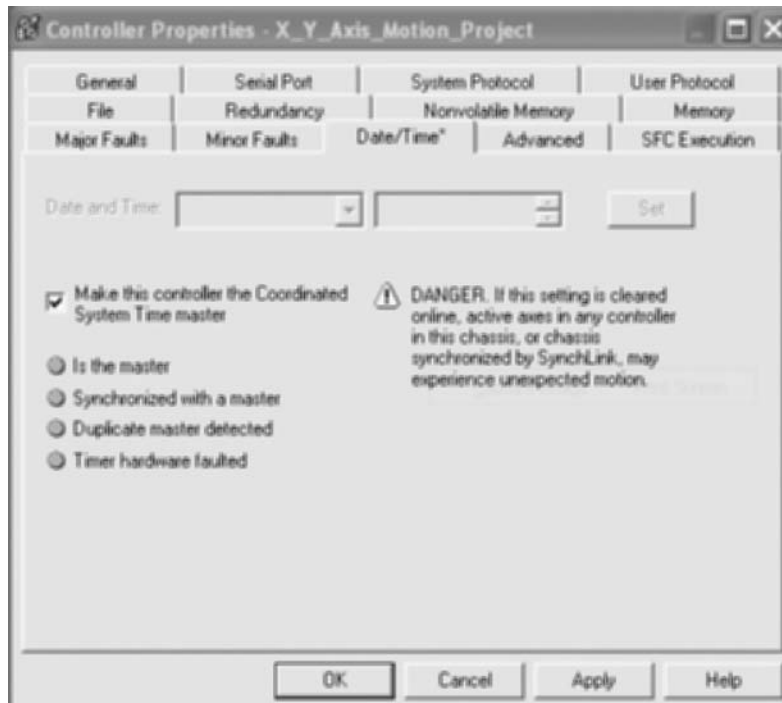 Controller Properties - X_Y_Axis_Motion_Project
General Serial Port System Protocol User Protocol
File Redundancy Nonvolatile Memory Memory
Major Faults Minor Faults Date/Time* Advanced SFC Execution
Date and Time: Set
Make this controller the Coordinated
System Time master
DANGER. If this setting is cleared
online, active axes in any controller
in this chassis, or chassis
synchronized by SynchLink, may
experience unexpected motion.
Is the master
Synchronized with a master
Duplicate master detected
Timer hardware faulted
OK Cancel Apply Help